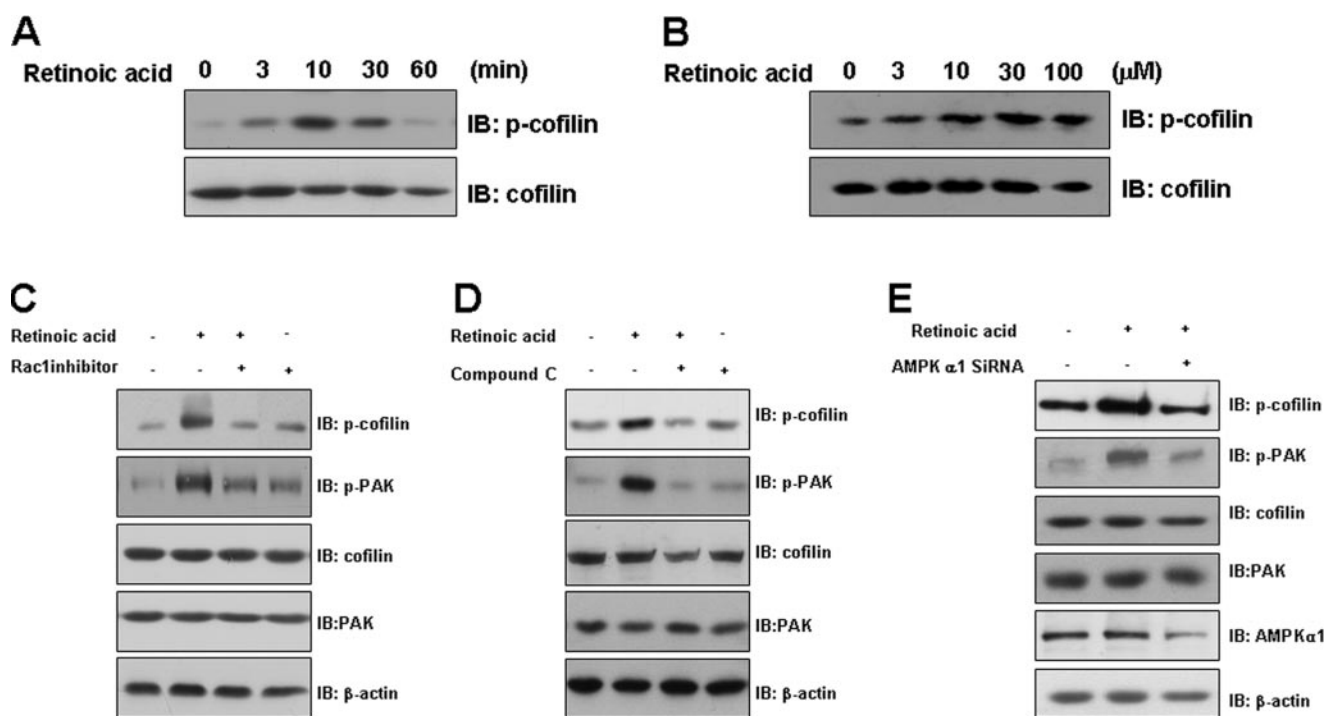 A
Retinoic acid 0 3 10 30 60 (min)
IB: p-cofilin
IB: cofilin
B
Retinoic acid 0 3 10 30 100 (μM)
IB: p-cofilin
IB: cofilin
C
Retinoic acid - + + -
Rac1inhibitor - - + +
IB: p-cofilin
IB: p-PAK
IB: cofilin
IB:PAK
IB: β-actin
D
Retinoic acid - + + -
Compound C - - + +
IB: p-cofilin
IB: p-PAK
IB: cofilin
IB:PAK
IB: β-actin
E
Retinoic acid - + +
AMPK α1 SiRNA - - +
IB: p-cofilin
IB: p-PAK
IB: cofilin
IB:PAK
IB: AMPKα1
IB: β-actin